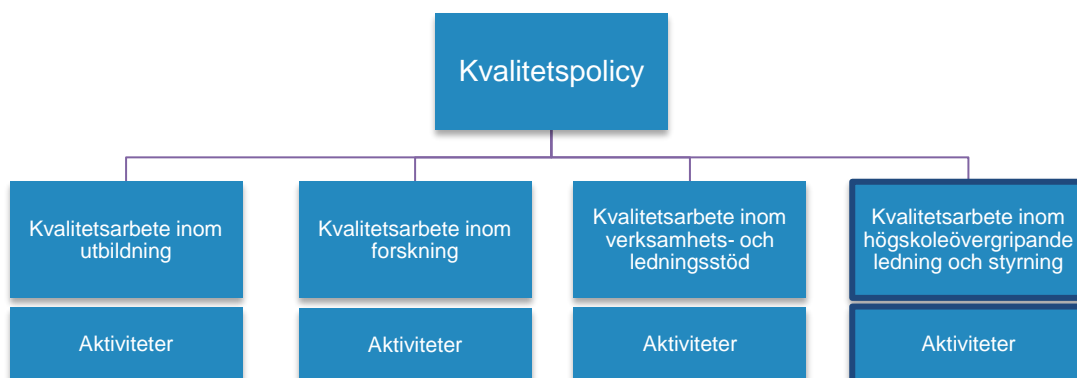 Kvalitetspolicy
Kvalitetsarbete inom
utbildning
Kvalitetsarbete inom
forskning
Kvalitetsarbete inom
verksamhets- och
ledningsstöd
Kvalitetsarbete inom
högskoleövergripande
ledning och styrning
Aktiviteter
Aktiviteter
Aktiviteter
Aktiviteter